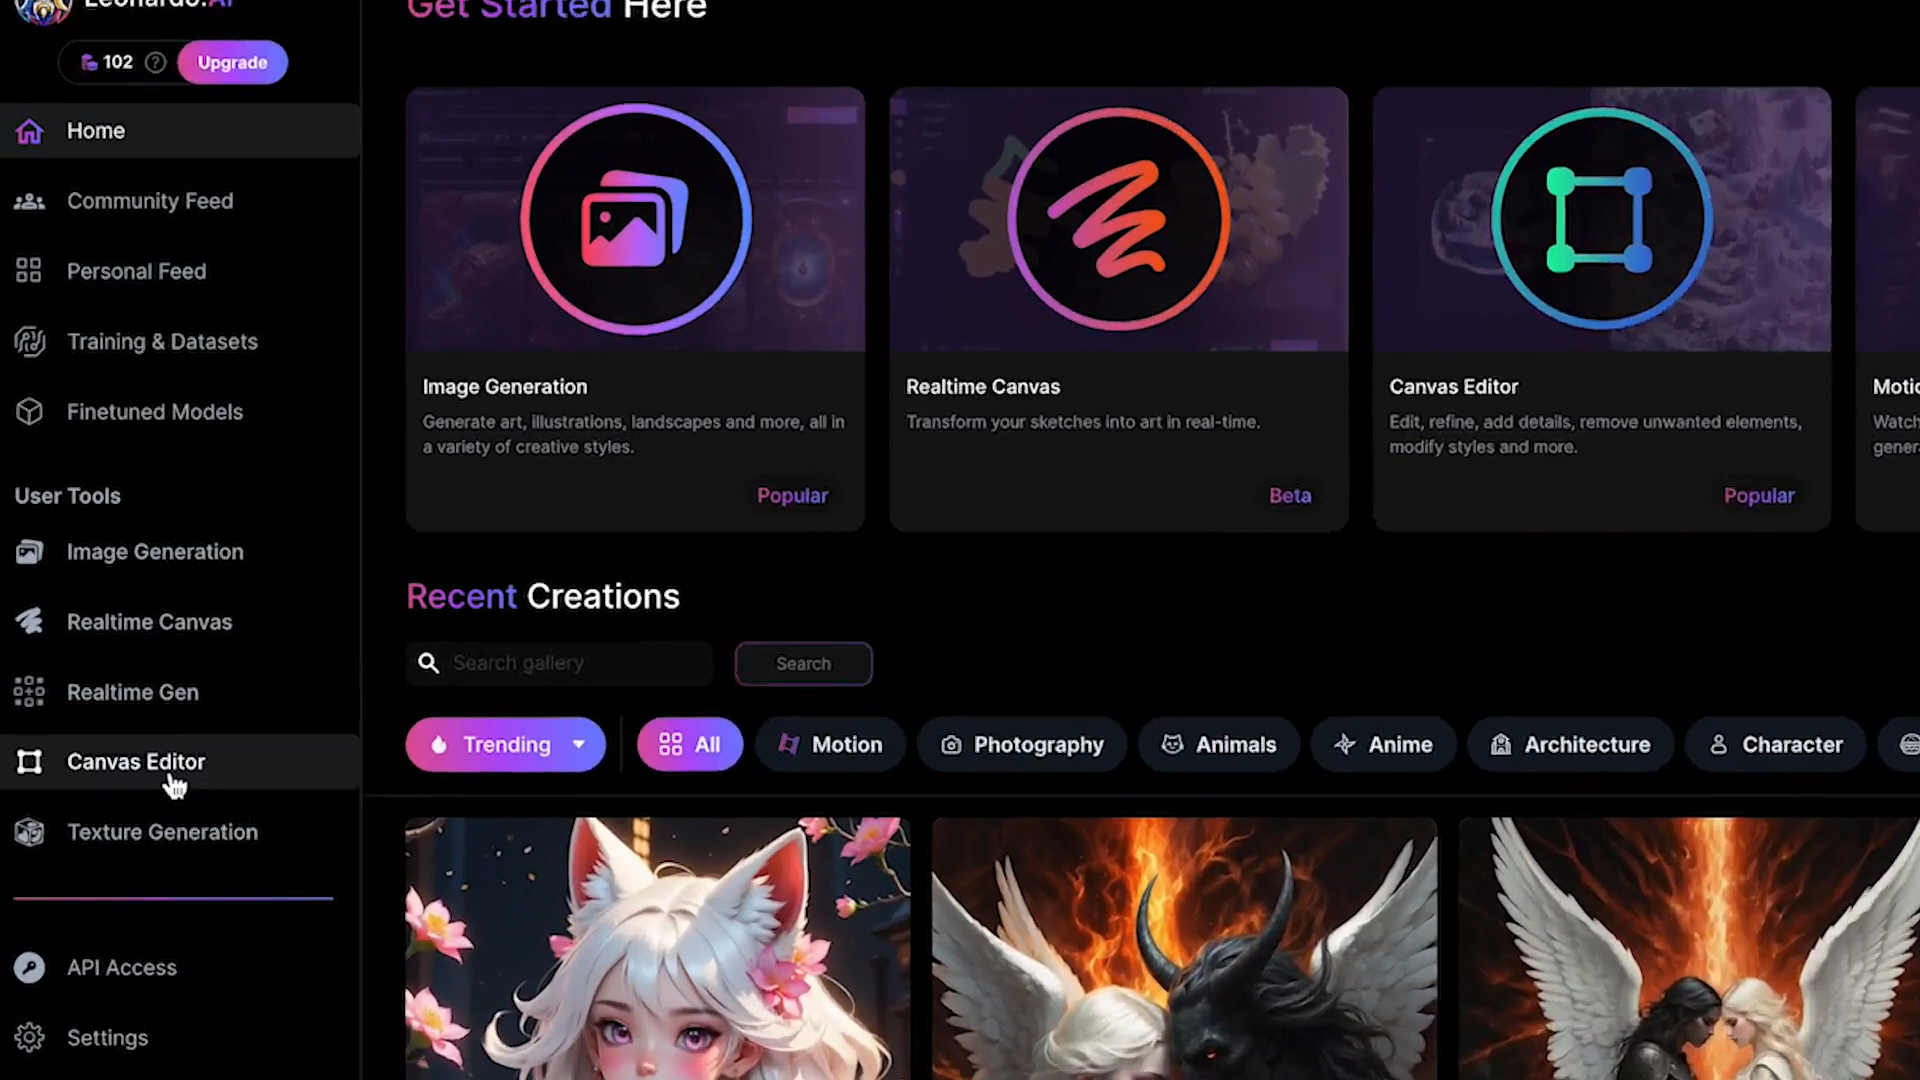 Leonardo.Ai
102
Upgrade
Home
Community Feed
Personal Feed
Training & Datasets
Finetuned Models
User Tools
Image Generation
Realtime Canvas
Realtime Gen
Canvas Editor
Texture Generation
API Access
Settings
Get Started Here
Image Generation
Generate art, illustrations, landscapes and more, all in
a variety of creative styles.
Popular
Realtime Canvas
Transform your sketches into art in real-time.
Beta
Canvas Editor
Edit, refine, add details, remove unwanted elements,
modify styles and more.
Popular
Recent Creations
Search gallery
Search
Trending
All
Motion
Photography
Animals
Anime
Architecture
Character